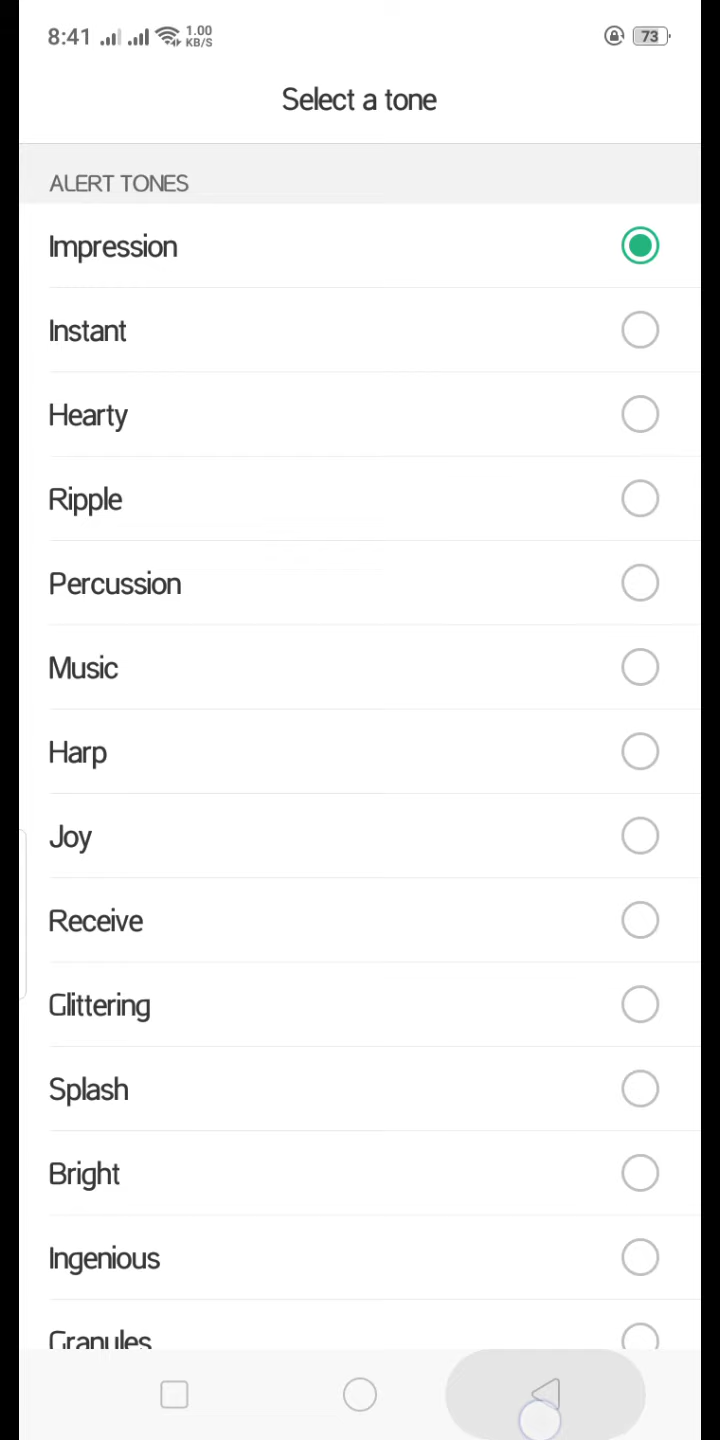 8:41 1.00 KB/S 73
Select a tone
ALERT TONES
Impression
Instant
Hearty
Ripple
Percussion
Music
Harp
Joy
Receive
Glittering
Splash
Bright
Ingenious
Granules